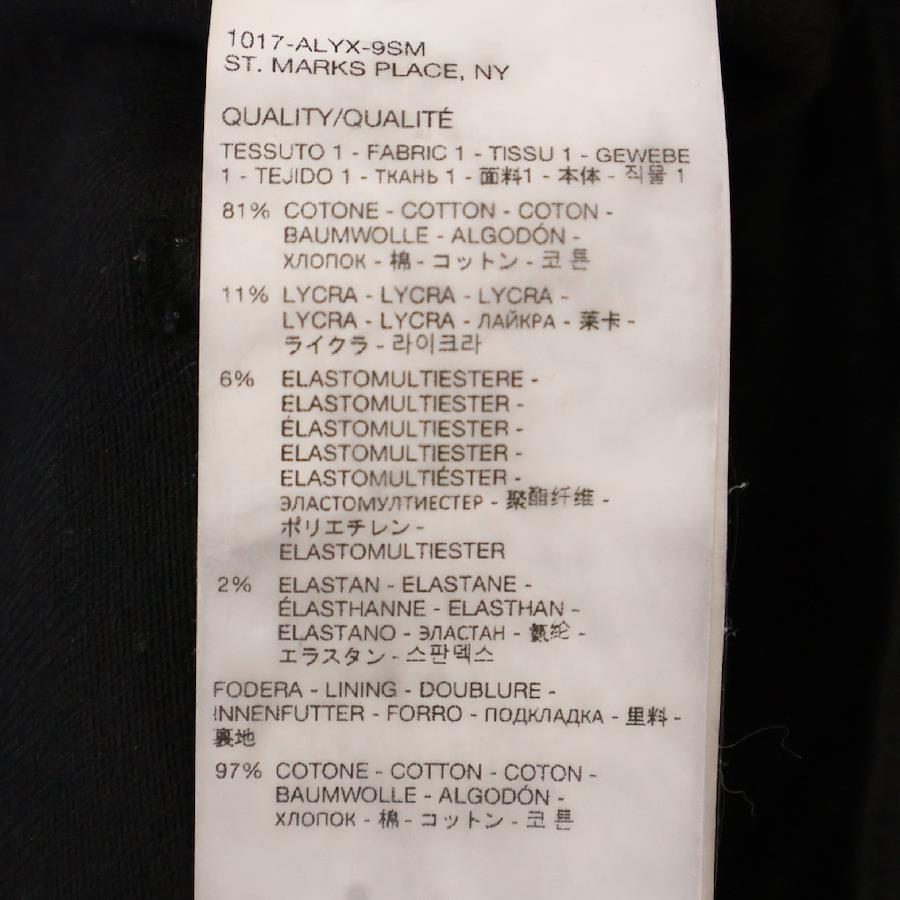 1017-ALYX-9SM
ST. MARKS PLACE, NY
QUALITY/QUALITÉ
TESSUTO 1 - FABRIC 1 - TISSU 1 - GEWEBE
1 - TEJIDO 1 - ТКАНЬ 1 - 面料1 - 本体 - 직물 1
81% COTONE - COTTON - COTON -
BAUMWOLLE - ALGODÓN -
ХЛОПОК - 棉 - コットン - 코튼
11% LYCRA - LYCRA - LYCRA -
LYCRA - LYCRA - ЛАЙКРА - 莱卡 -
ライクラ - 라이크라
6% ELASTOMULTIESTERE -
ELASTOMULTIESTER -
ÉLASTOMULTIESTER -
ELASTOMULTIESTER -
ELASTOMULTIÉSTER -
ЭЛАСТОМУЛТИЕСТЕР - 聚酯纤维 -
ポリエチレン -
ELASTOMULTIESTER
2% ELASTAN - ELASTANE -
ÉLASTHANNE - ELASTHAN -
ELASTANO - ЭЛАСТАН - 氨纶 -
エラスタン - 스판덱스
FODERA - LINING - DOUBLURE -
INNENFUTTER - FORRO - ПОДКЛАДКА - 里料 -
裏地
97% COTONE - COTTON - COTON -
BAUMWOLLE - ALGODÓN -
ХЛОПОК - 棉 - コットン - 코튼